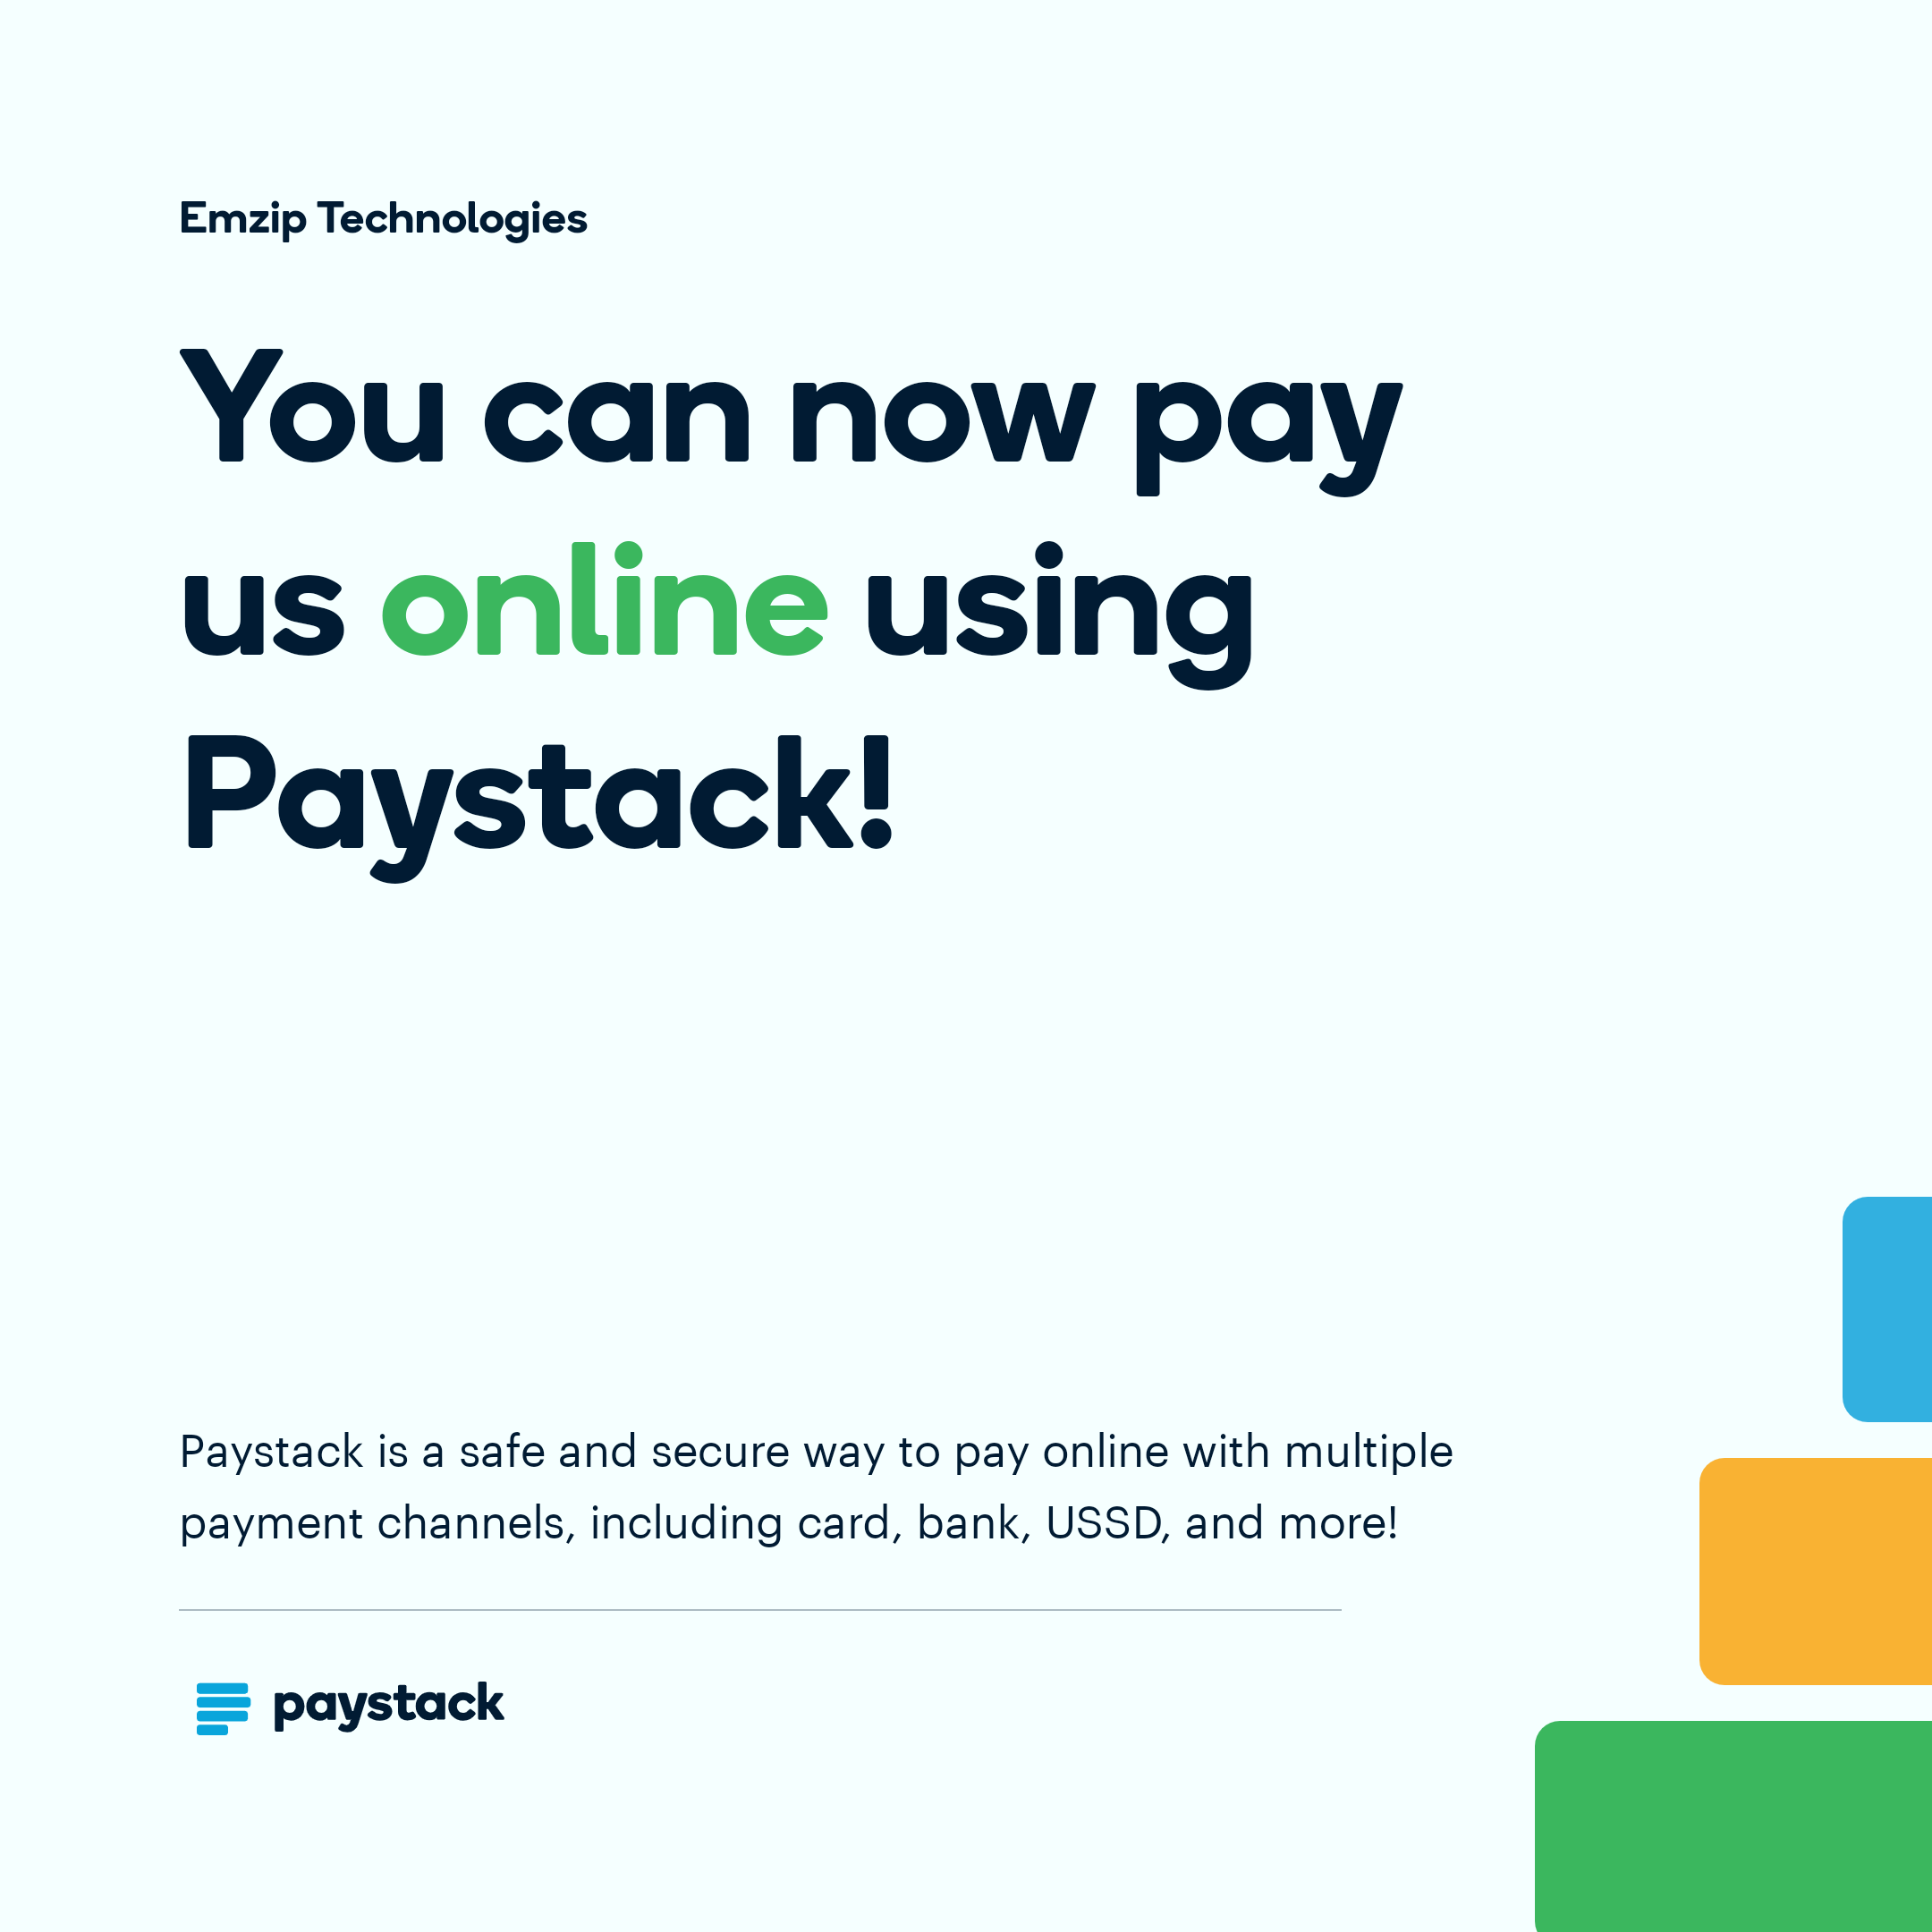 Emzip Technologies
You can now pay
us online using
Paystack!
Paystack is a safe and secure way to pay online with multiple
payment channels, including card, bank, USSD, and more!
paystack